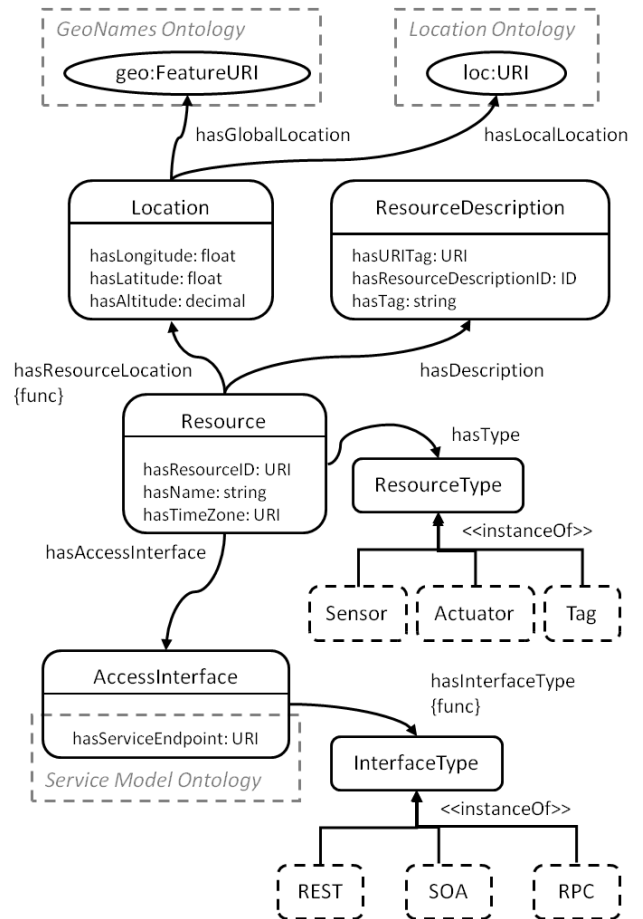 GeoNames Ontology
Location Ontology
geo:FeatureURI
loc:URI
hasGlobalLocation
hasLocalLocation
Location
hasLongitude: float
hasLatitude: float
hasAltitude: decimal
ResourceDescription
hasURITag: URI
hasResourceDescriptionID: ID
hasTag: string
hasResourceLocation
{func}
hasDescription
Resource
hasResourceID: URI
hasName: string
hasTimeZone: URI
hasType
ResourceType
<<instanceOf>>
Sensor
Actuator
Tag
hasAccessInterface
AccessInterface
hasServiceEndpoint: URI
Service Model Ontology
hasInterfaceType
{func}
InterfaceType
<<instanceOf>>
REST
SOA
RPC